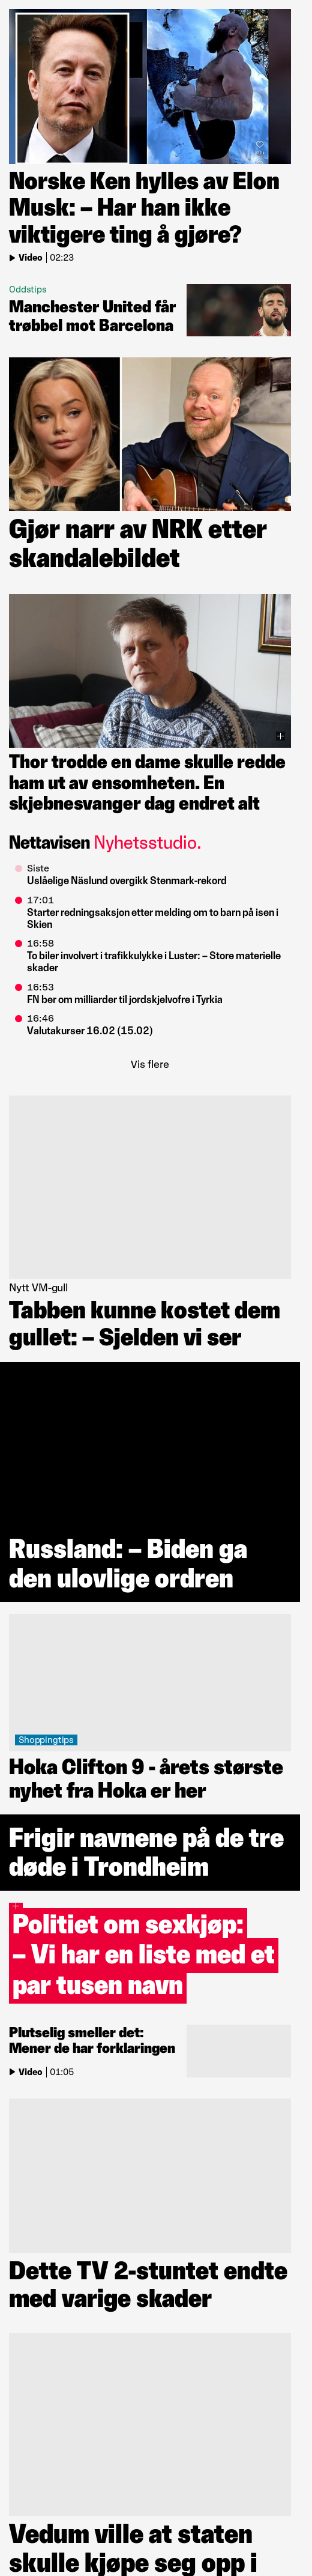 Norske Ken hylles av Elon
Musk: – Har han ikke
viktigere ting å gjøre?
Video | 02:23
Oddstips
Manchester United får
trøbbel mot Barcelona
Gjør narr av NRK etter
skandalebildet
Thor trodde en dame skulle redde
ham ut av ensomheten. En
skjebnesvanger dag endret alt
Nettavisen Nyhetsstudio.
Siste
Uslåelige Näslund overgikk Stenmark-rekord
17:01
Starter redningsaksjon etter melding om to barn på isen i
Skien
16:58
To biler involvert i trafikkulykke i Luster: – Store materielle
skader
16:53
FN ber om milliarder til jordskjelvofre i Tyrkia
16:46
Valutakurser 16.02 (15.02)
Vis flere
Nytt VM-gull
Tabben kunne kostet dem
gullet: – Sjelden vi ser
Russland: – Biden ga
den ulovlige ordren
Shoppingtips
Hoka Clifton 9 - årets største
nyhet fra Hoka er her
Frigir navnene på de tre
døde i Trondheim
Politiet om sexkjøp:
– Vi har en liste med et
par tusen navn
Plutselig smeller det:
Mener de har forklaringen
Video | 01:05
Dette TV 2-stuntet endte
med varige skader
Vedum ville at staten
skulle kjøpe seg opp i